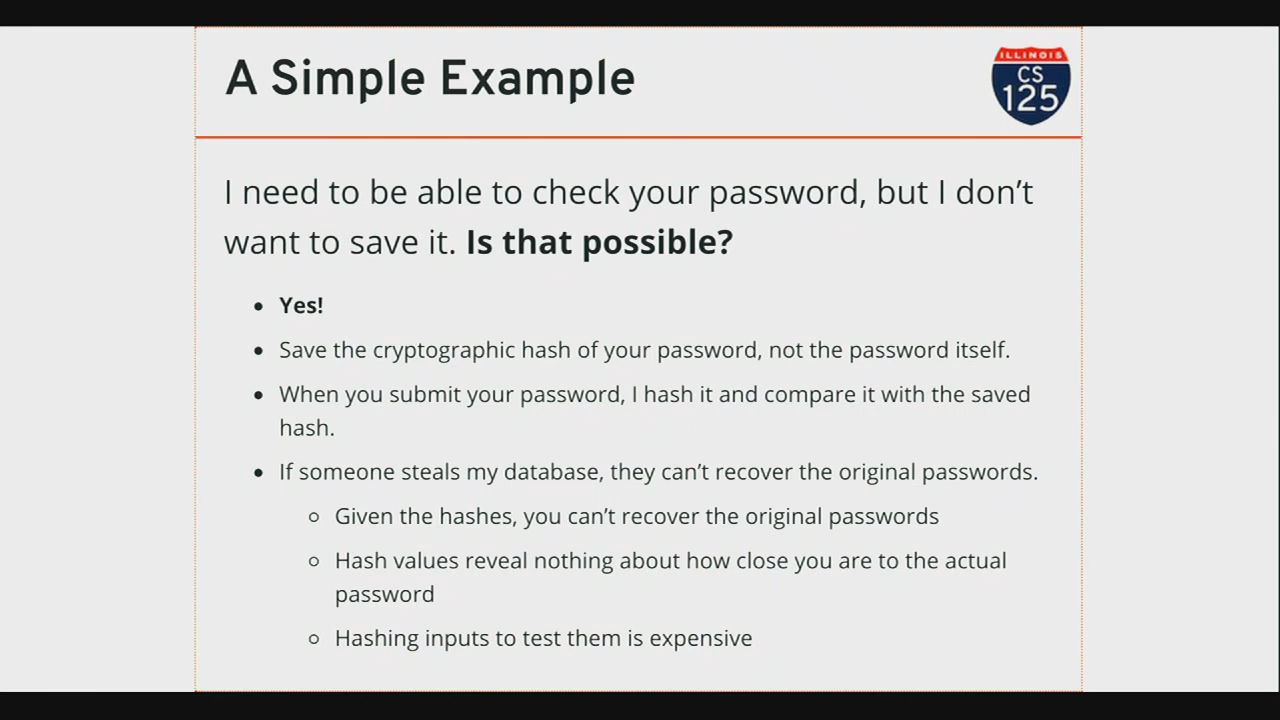 A Simple Example
ILLINOIS
CS
125
I need to be able to check your password, but I don’t
want to save it. Is that possible?
• Yes!
• Save the cryptographic hash of your password, not the password itself.
• When you submit your password, I hash it and compare it with the saved
hash.
• If someone steals my database, they can’t recover the original passwords.
◦ Given the hashes, you can’t recover the original passwords
◦ Hash values reveal nothing about how close you are to the actual
password
◦ Hashing inputs to test them is expensive